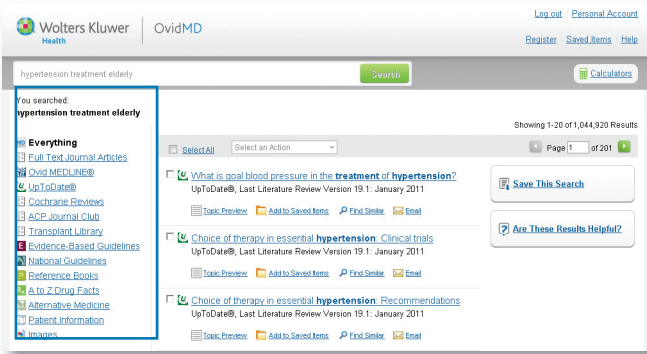 Log out Personal Account
Wolters Kluwer OvidMD
Health
Register Saved Items Help
hypertension treatment elderly Search Calculators
You searched:
hypertension treatment elderly
Showing 1-20 of 1,044,920 Results
Select All Select an Action Page 1 of 201
Everything
Full Text Journal Articles
Ovid MEDLINE®
UpToDate®
Cochrane Reviews
ACP Journal Club
Transplant Library
Evidence-Based Guidelines
National Guidelines
Reference Books
A to Z Drug Facts
Alternative Medicine
Patient Information
Images
What is goal blood pressure in the treatment of hypertension?
UpToDate®, Last Literature Review Version 19.1: January 2011
Topic Preview Add to Saved Items Find Similar Email
Choice of therapy in essential hypertension: Clinical trials
UpToDate®, Last Literature Review Version 19.1: January 2011
Topic Preview Add to Saved Items Find Similar Email
Choice of therapy in essential hypertension: Recommendations
UpToDate®, Last Literature Review Version 19.1: January 2011
Topic Preview Add to Saved Items Find Similar Email
Save This Search
Are These Results Helpful?